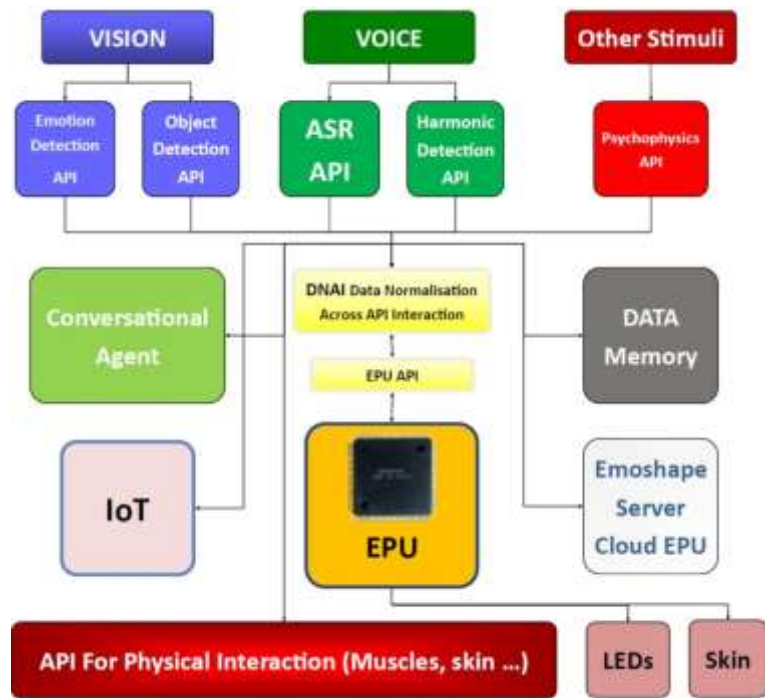 VISION
VOICE
Other Stimuli
Emotion
Detection
API
Object
Detection
API
ASR
API
Harmonic
Detection
API
Psychophysics
API
Conversational
Agent
DNAI Data Normalisation
Across API Interaction
DATA
Memory
EPU API
IoT
EPU
Emoshape
Server
Cloud EPU
API For Physical Interaction (Muscles, skin ...)
LEDs
Skin